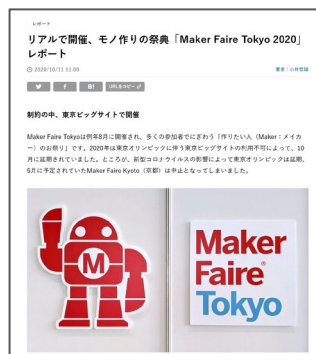 レポート
リアルで開催、モノ作りの祭典「Maker Faire Tokyo 2020」
レポート
2020/10/11 11:00
著者：小林哲雄
B!
URLをコピー
制約の中、東京ビッグサイトで開催
Maker Faire Tokyoは例年8月に開催され、多くの参加者でにぎわう「作りたい人（Maker：メイカ
ー）のお祭り」です。2020年は東京オリンピックに伴う東京ビッグサイトの利用不可によって、10
月に延期されていました。ところが、新型コロナウイルスの影響によって東京オリンピックは延期、
5月に予定されていたMaker Faire Kyoto（京都）は中止となってしまいました。
M
Maker
Faire®
Tokyo